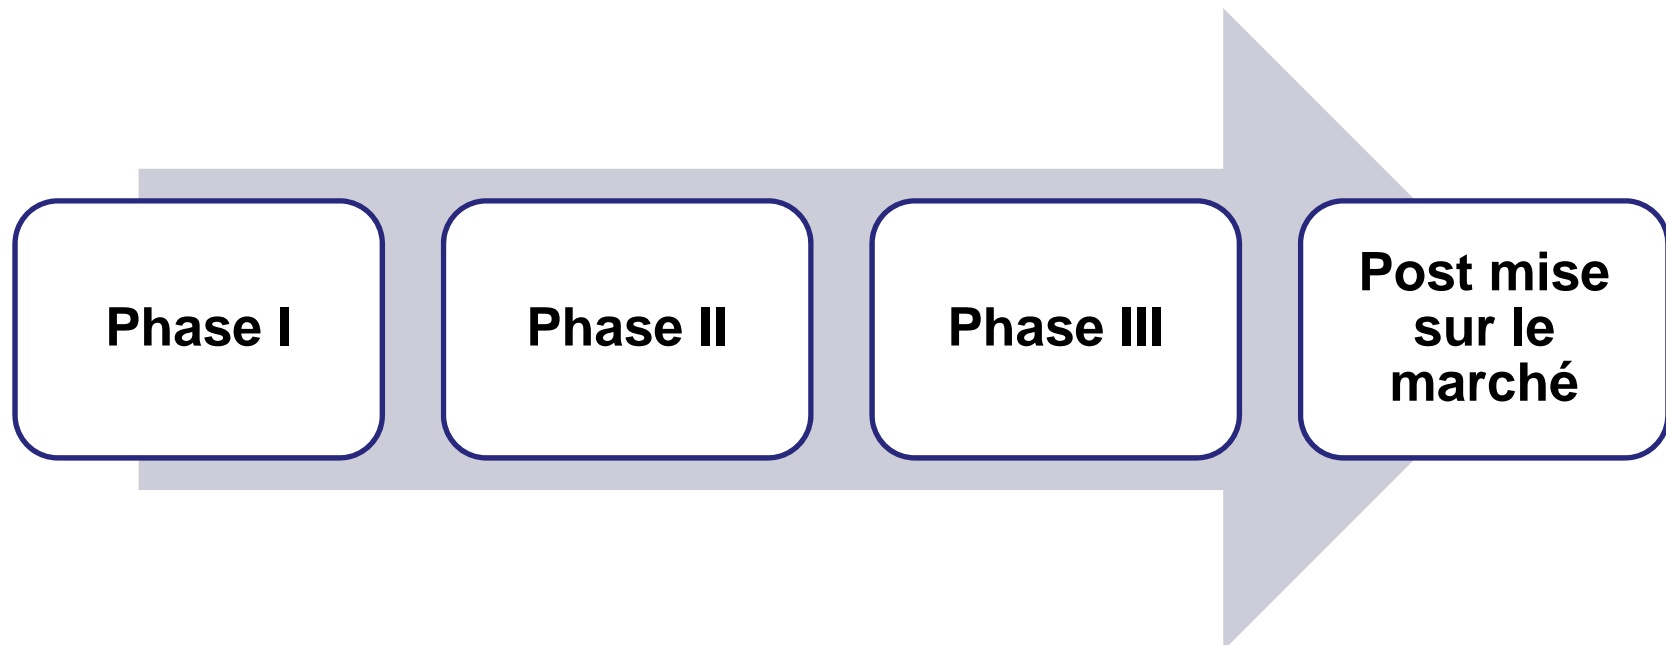 Phase I
Phase II
Phase III
Post mise
sur le
marché